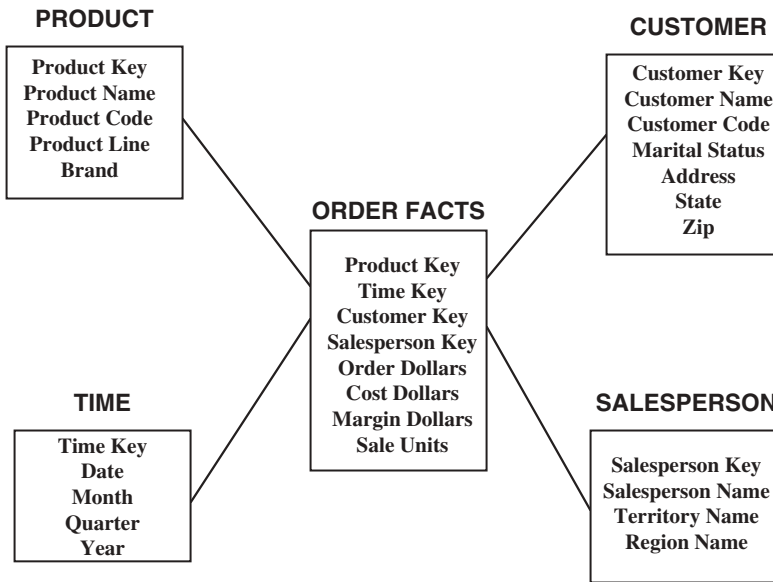 PRODUCT
Product Key
Product Name
Product Code
Product Line
Brand
CUSTOMER
Customer Key
Customer Name
Customer Code
Marital Status
Address
State
Zip
ORDER FACTS
Product Key
Time Key
Customer Key
Salesperson Key
Order Dollars
Cost Dollars
Margin Dollars
Sale Units
TIME
Time Key
Date
Month
Quarter
Year
SALESPERSON
Salesperson Key
Salesperson Name
Territory Name
Region Name